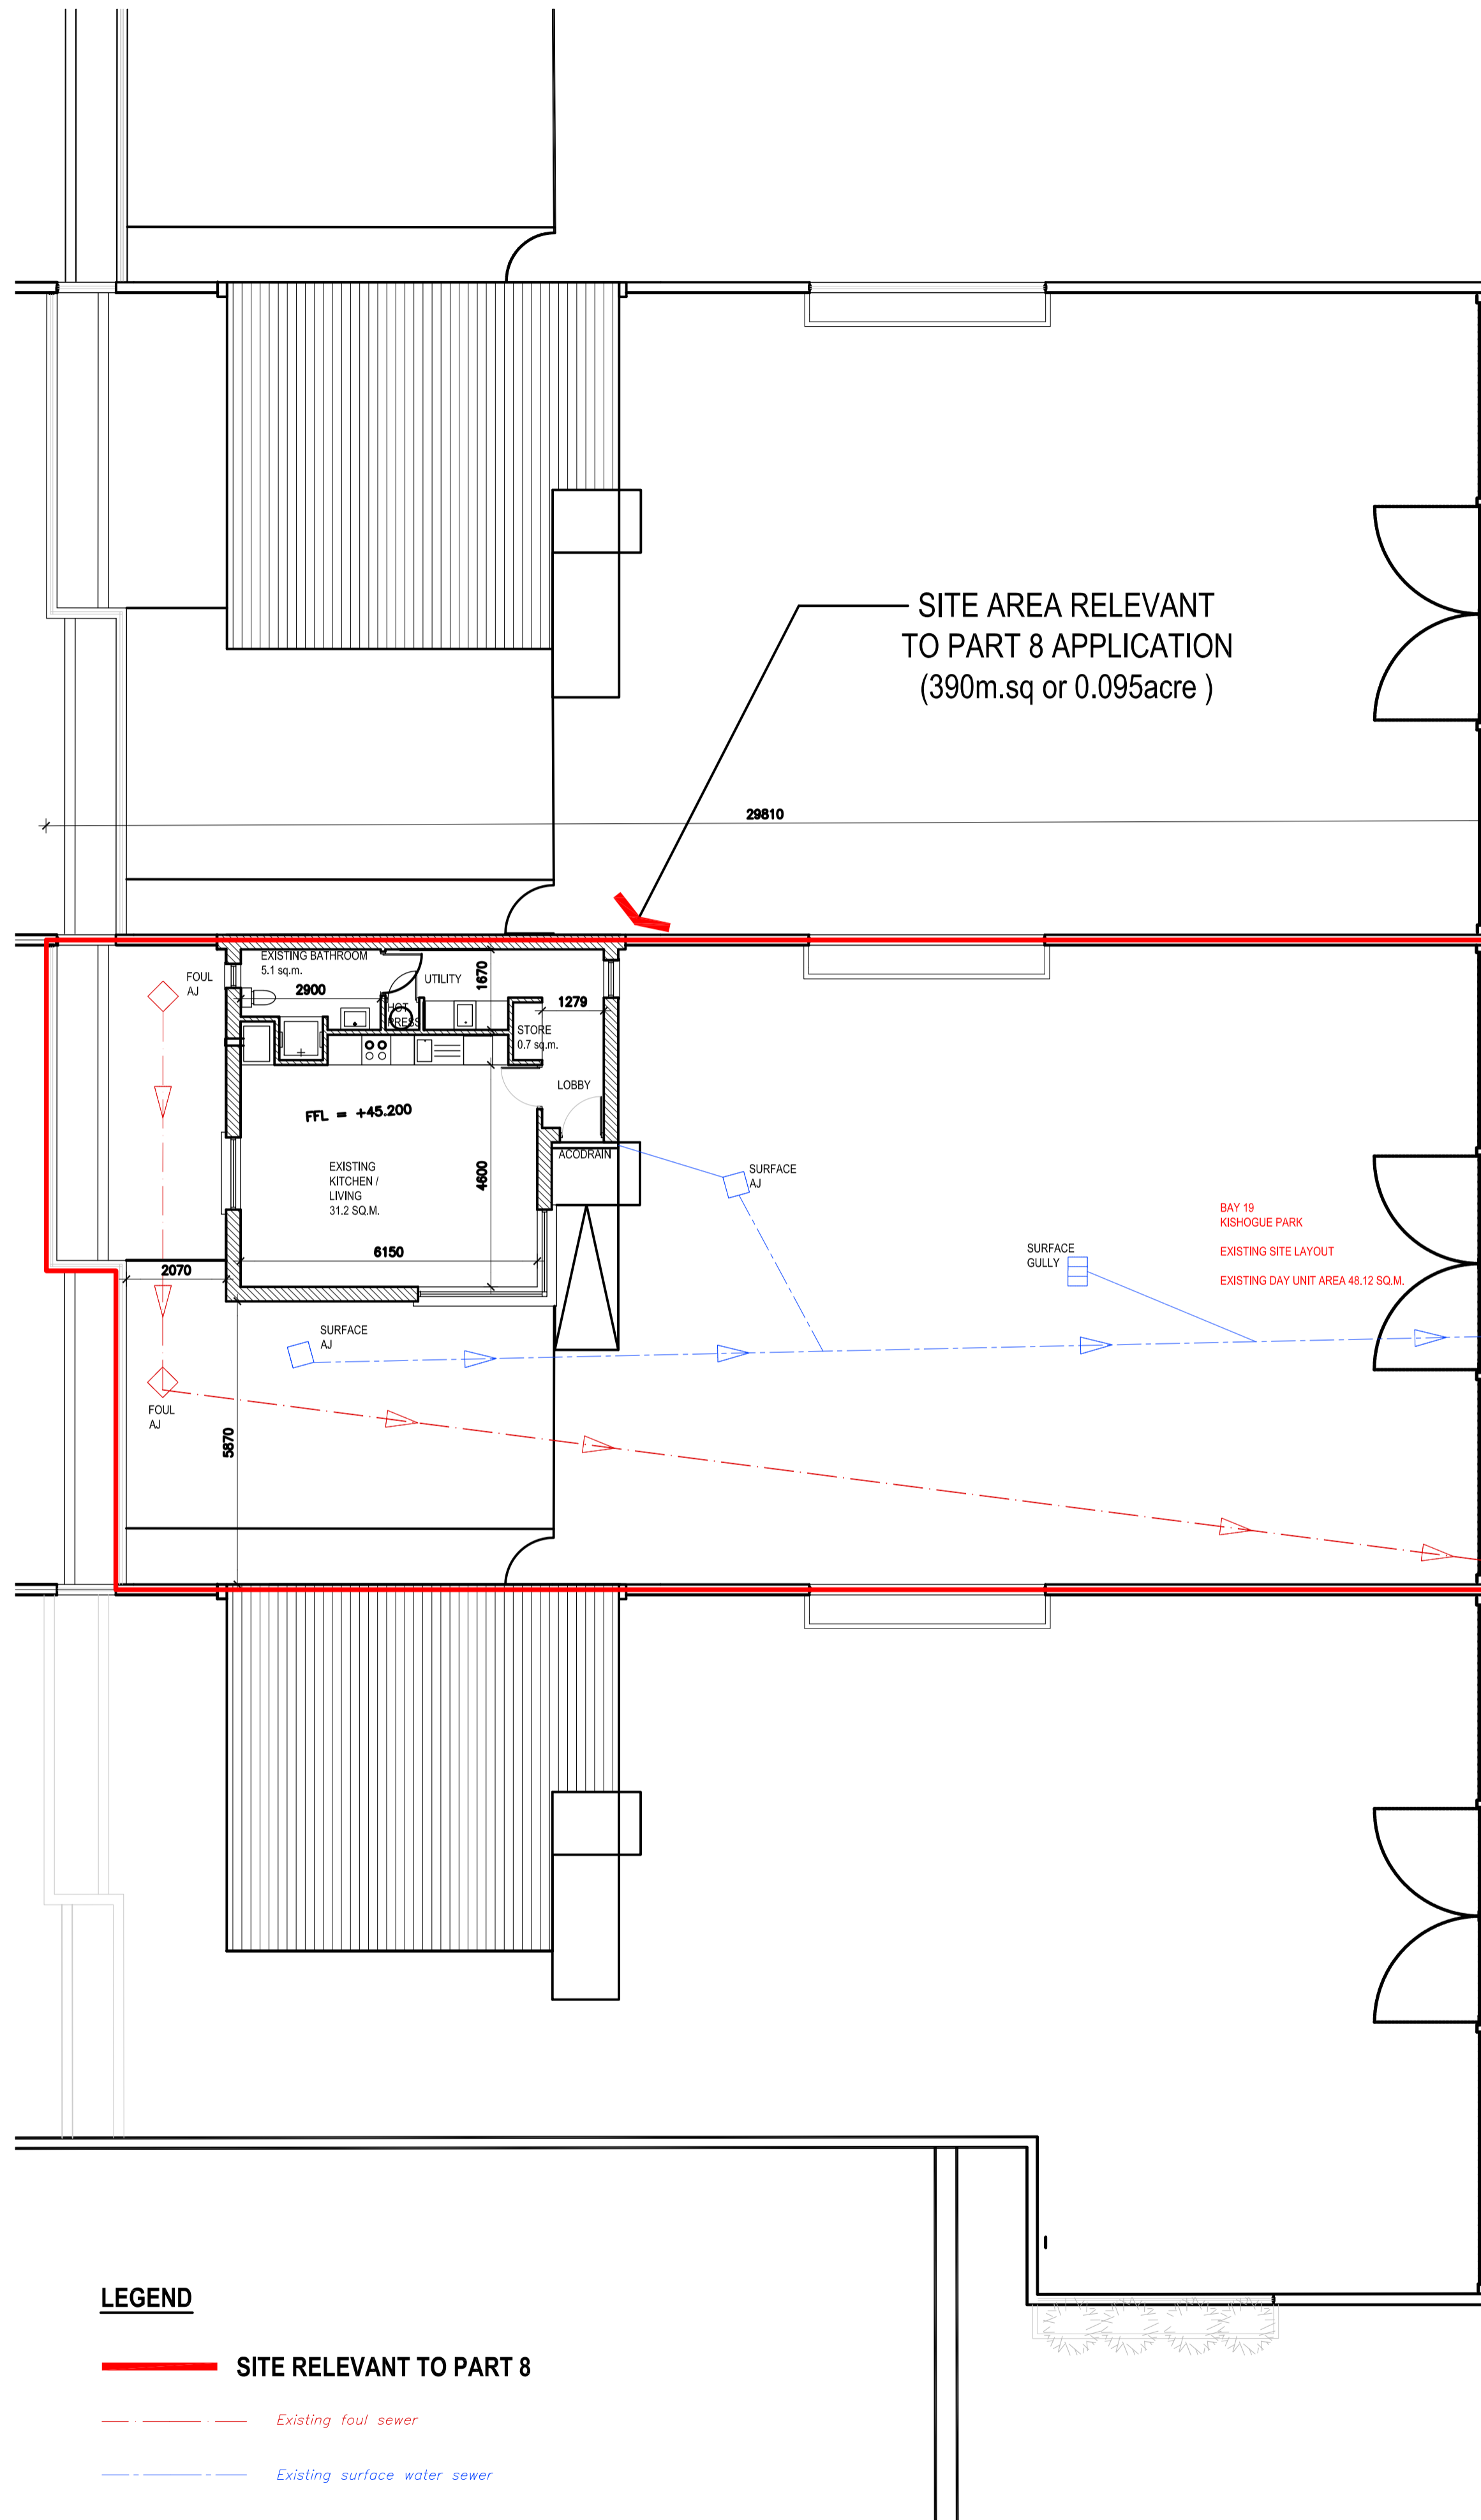 SITE AREA RELEVANT
TO PART 8 APPLICATION
(390m.sq or 0.095acre )
29810
FOUL
AJ
EXISTING BATHROOM
5.1 sq.m.
2900
HOT
PRESS
UTILITY
1670
1279
STORE
0.7 sq.m.
LOBBY
FFL = +45.200
EXISTING
KITCHEN /
LIVING
31.2 SQ.M.
4600
6150
2070
ACODRAIN
SURFACE
AJ
SURFACE
GULLY
BAY 19
KISHOGUE PARK
EXISTING SITE LAYOUT
EXISTING DAY UNIT AREA 48.12 SQ.M.
SURFACE
AJ
FOUL
AJ
5870
LEGEND
SITE RELEVANT TO PART 8
Existing foul sewer
Existing surface water sewer